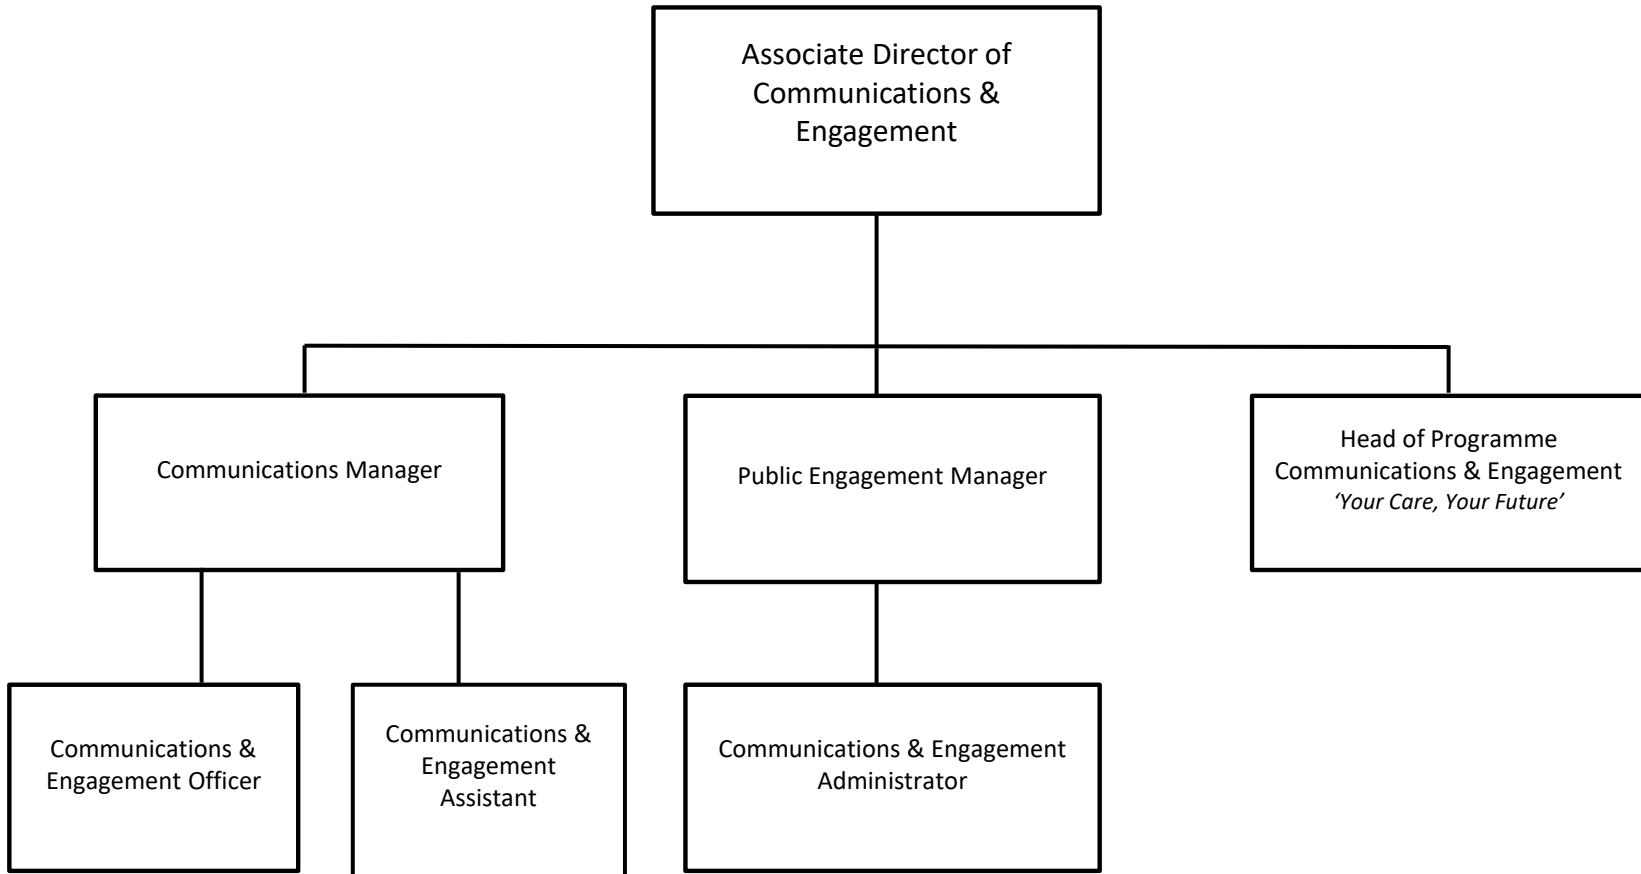 Associate Director of
Communications &
Engagement
Communications Manager
Public Engagement Manager
Head of Programme
Communications & Engagement
‘Your Care, Your Future’
Communications &
Engagement Officer
Communications &
Engagement
Assistant
Communications & Engagement
Administrator